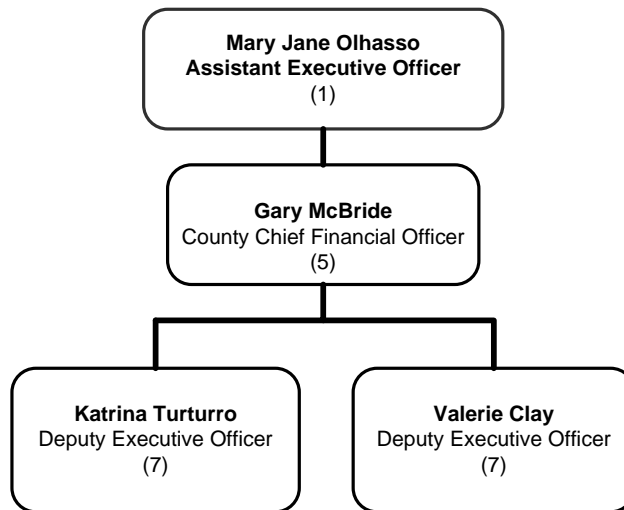 Mary Jane Olhasso
Assistant Executive Officer
(1)
Gary McBride
County Chief Financial Officer
(5)
Katrina Turturro
Deputy Executive Officer
(7)
Valerie Clay
Deputy Executive Officer
(7)